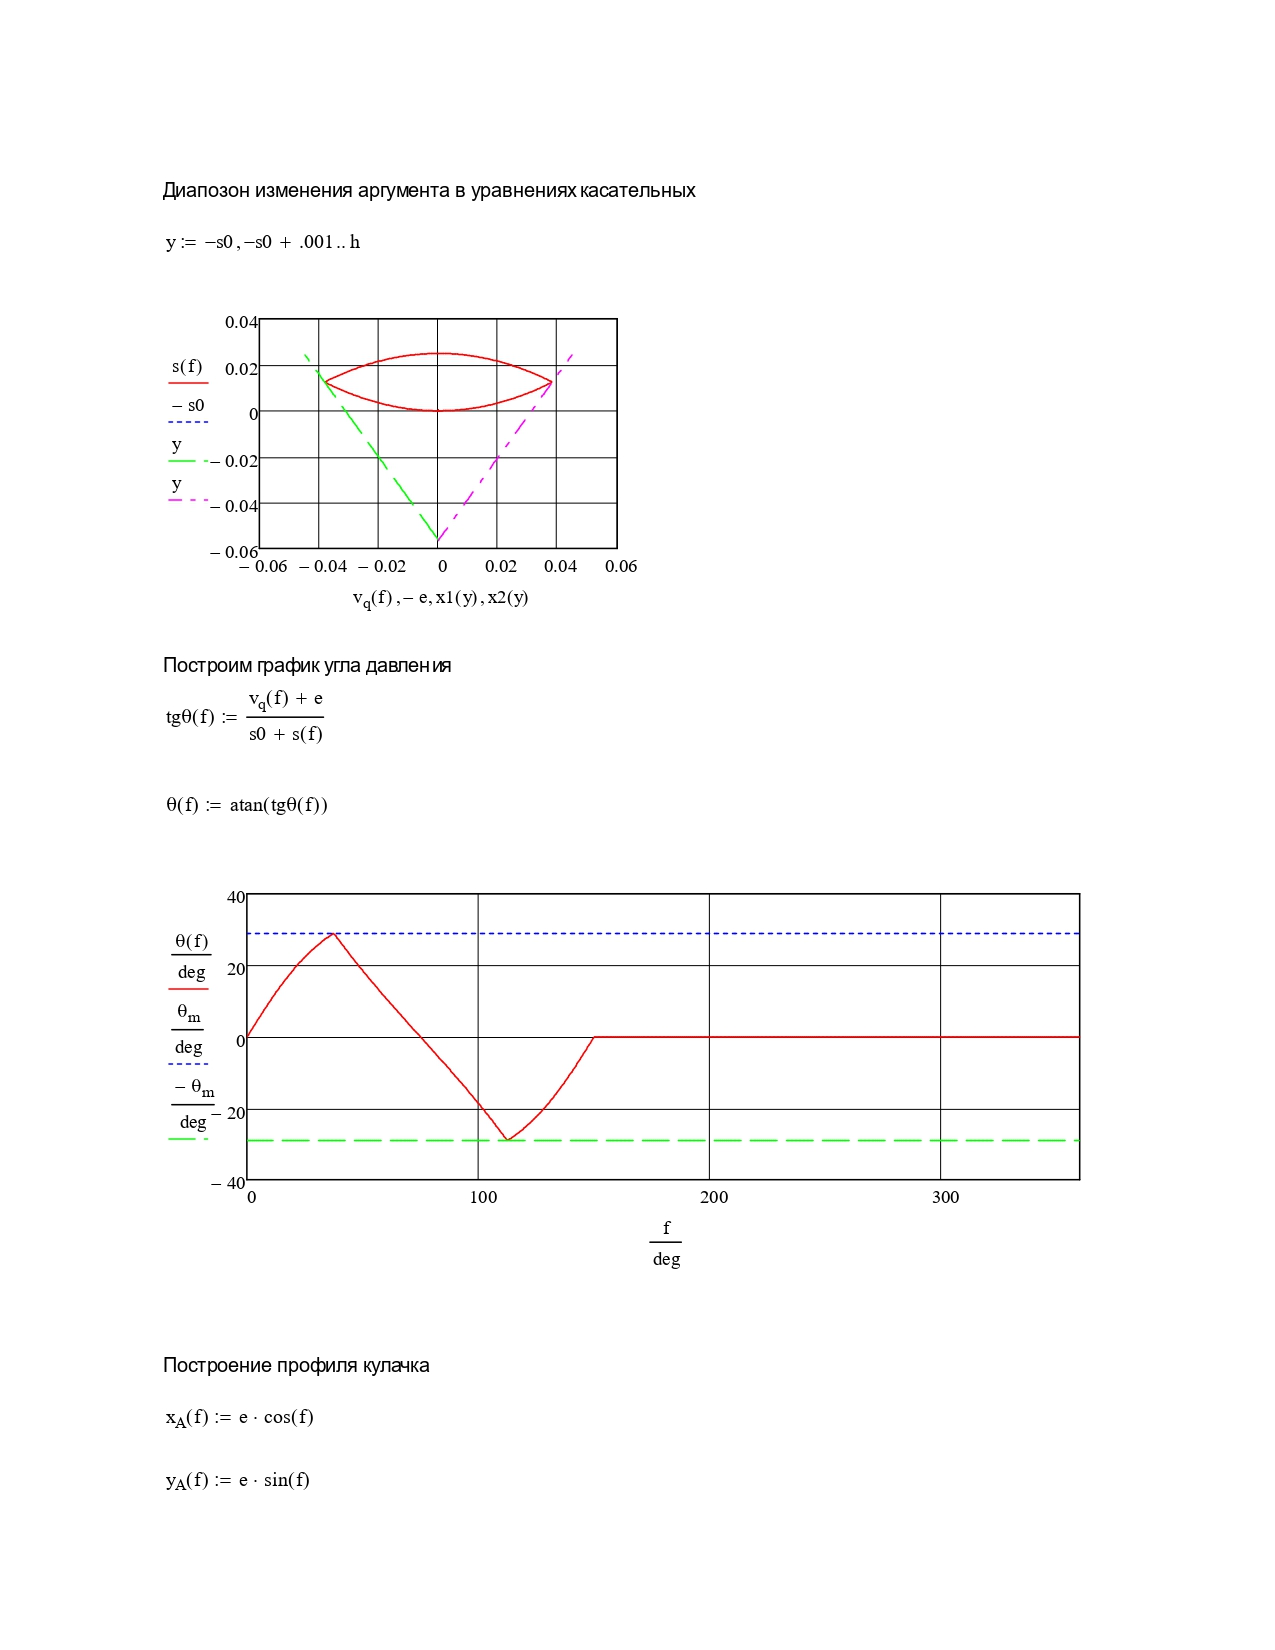 Диапозон изменения аргумента в уравнениях касательных
y := −s0 , −s0 + .001 .. h
0.04
0.02
0
− 0.02
− 0.04
− 0.06
s(f)
− s0
y
y
− 0.06 − 0.04 − 0.02 0 0.02 0.04 0.06
vq(f) , − e , x1(y) , x2(y)
Построим график угла давления
vq(f) + e
tgθ(f) :=
s0 + s(f)
θ(f) := atan(tgθ(f))
40
20
0
− 20
− 40
θ(f)
deg
θm
deg
− θm
deg
0 100 200 300
f
deg
Построение профиля кулачка
xA(f) := e · cos(f)
yA(f) := e · sin(f)